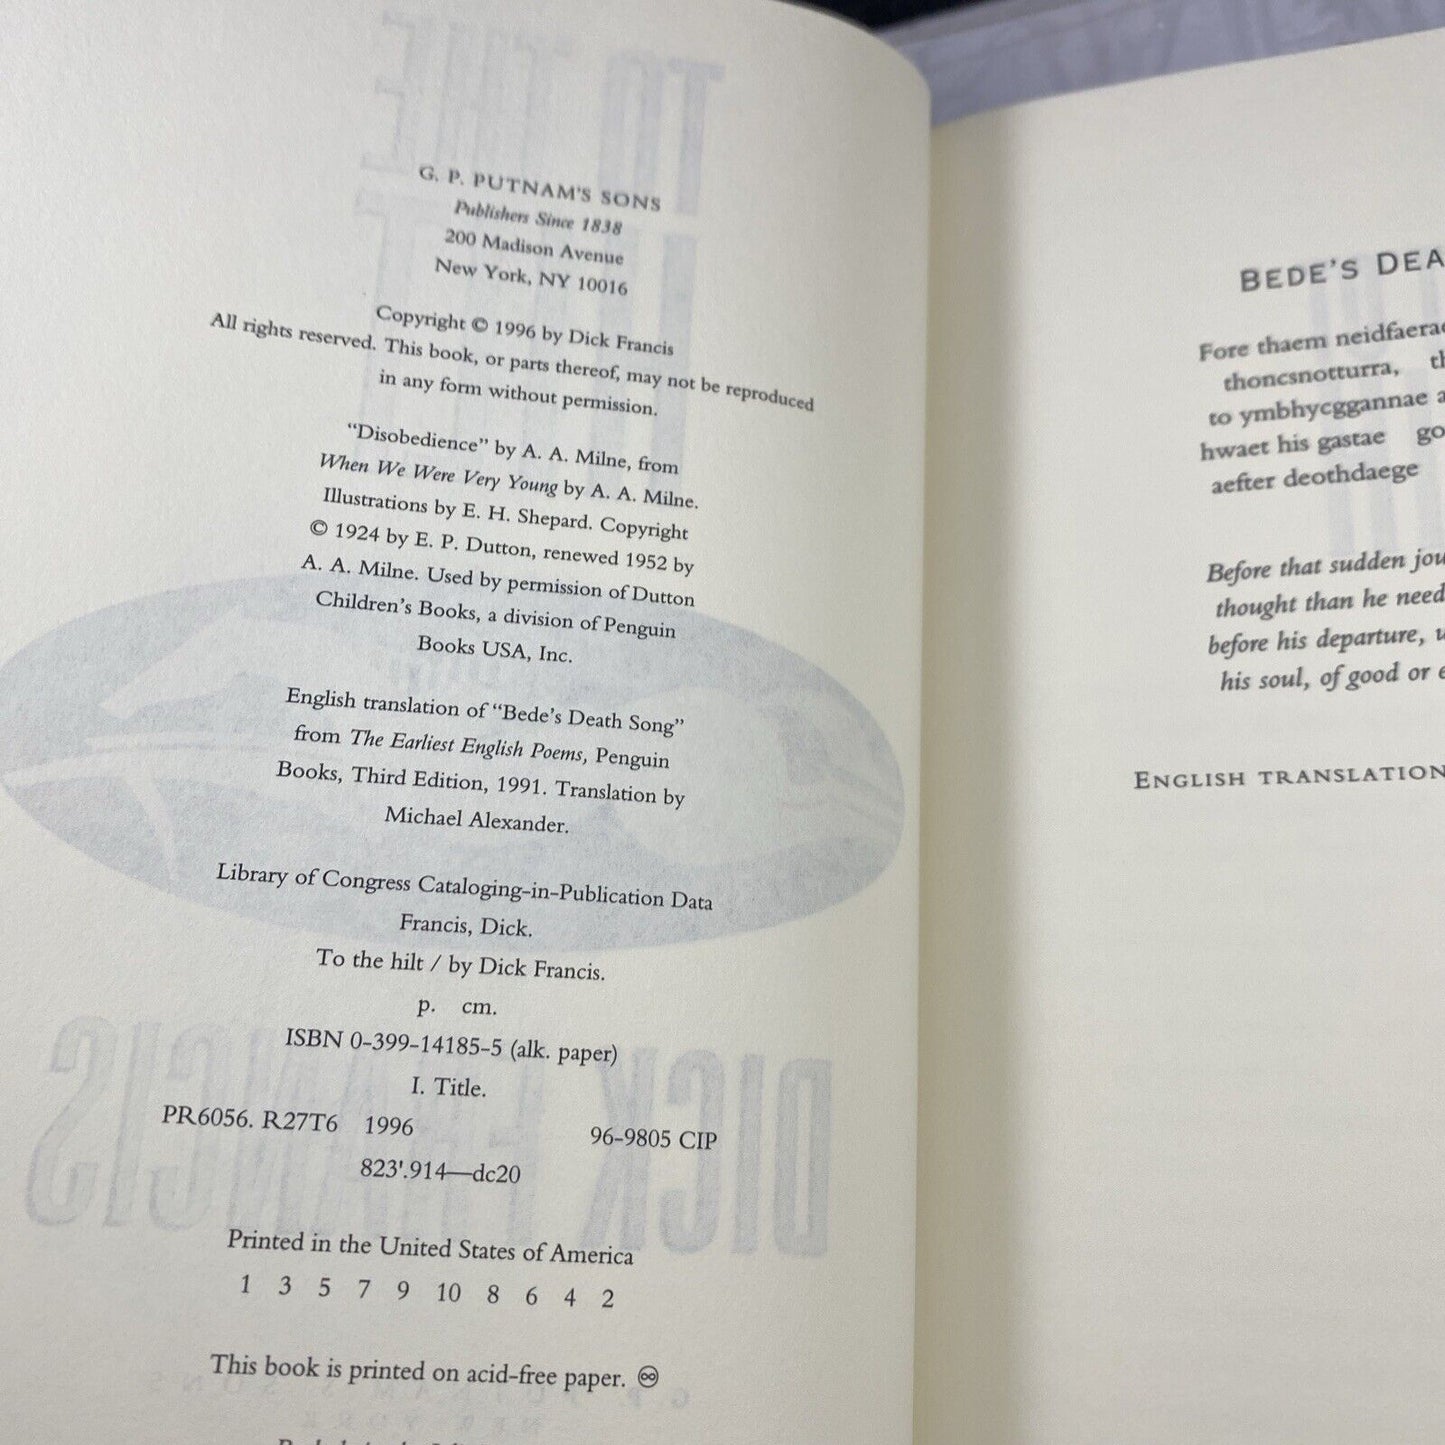 G. P. PUTNAM'S SONS
Publishers Since 1838
200 Madison Avenue
New York, NY 10016
Copyright © 1996 by Dick Francis
All rights reserved. This book, or parts thereof, may not be reproduced
in any form without permission.
"Disobedience" by A. A. Milne, from
When We Were Very Young by A. A. Milne.
Illustrations by E. H. Shepard. Copyright
© 1924 by E. P. Dutton, renewed 1952 by
A. A. Milne. Used by permission of Dutton
Children's Books, a division of Penguin
Books USA, Inc.
English translation of "Bede's Death Song"
from The Earliest English Poems, Penguin
Books, Third Edition, 1991. Translation by
Michael Alexander.
Library of Congress Cataloging-in-Publication Data
Francis, Dick.
To the hilt / by Dick Francis.
p. cm.
ISBN 0-399-14185-5 (alk. paper)
I. Title.
PR6056. R27T6 1996 96-9805 CIP
823'.914—dc20
Printed in the United States of America
1 3 5 7 9 10 8 6 4 2
This book is printed on acid-free paper. ♾
BEDE'S DEA
Fore thaem neidfaerae
thoncsnotturra, th
to ymbhycggannae a
hwaet his gastae go
aefter deothdaege
Before that sudden jou
thought than he need
before his departure,
his soul, of good or e
ENGLISH TRANSLATION
TO THE
DICK FRANCIS